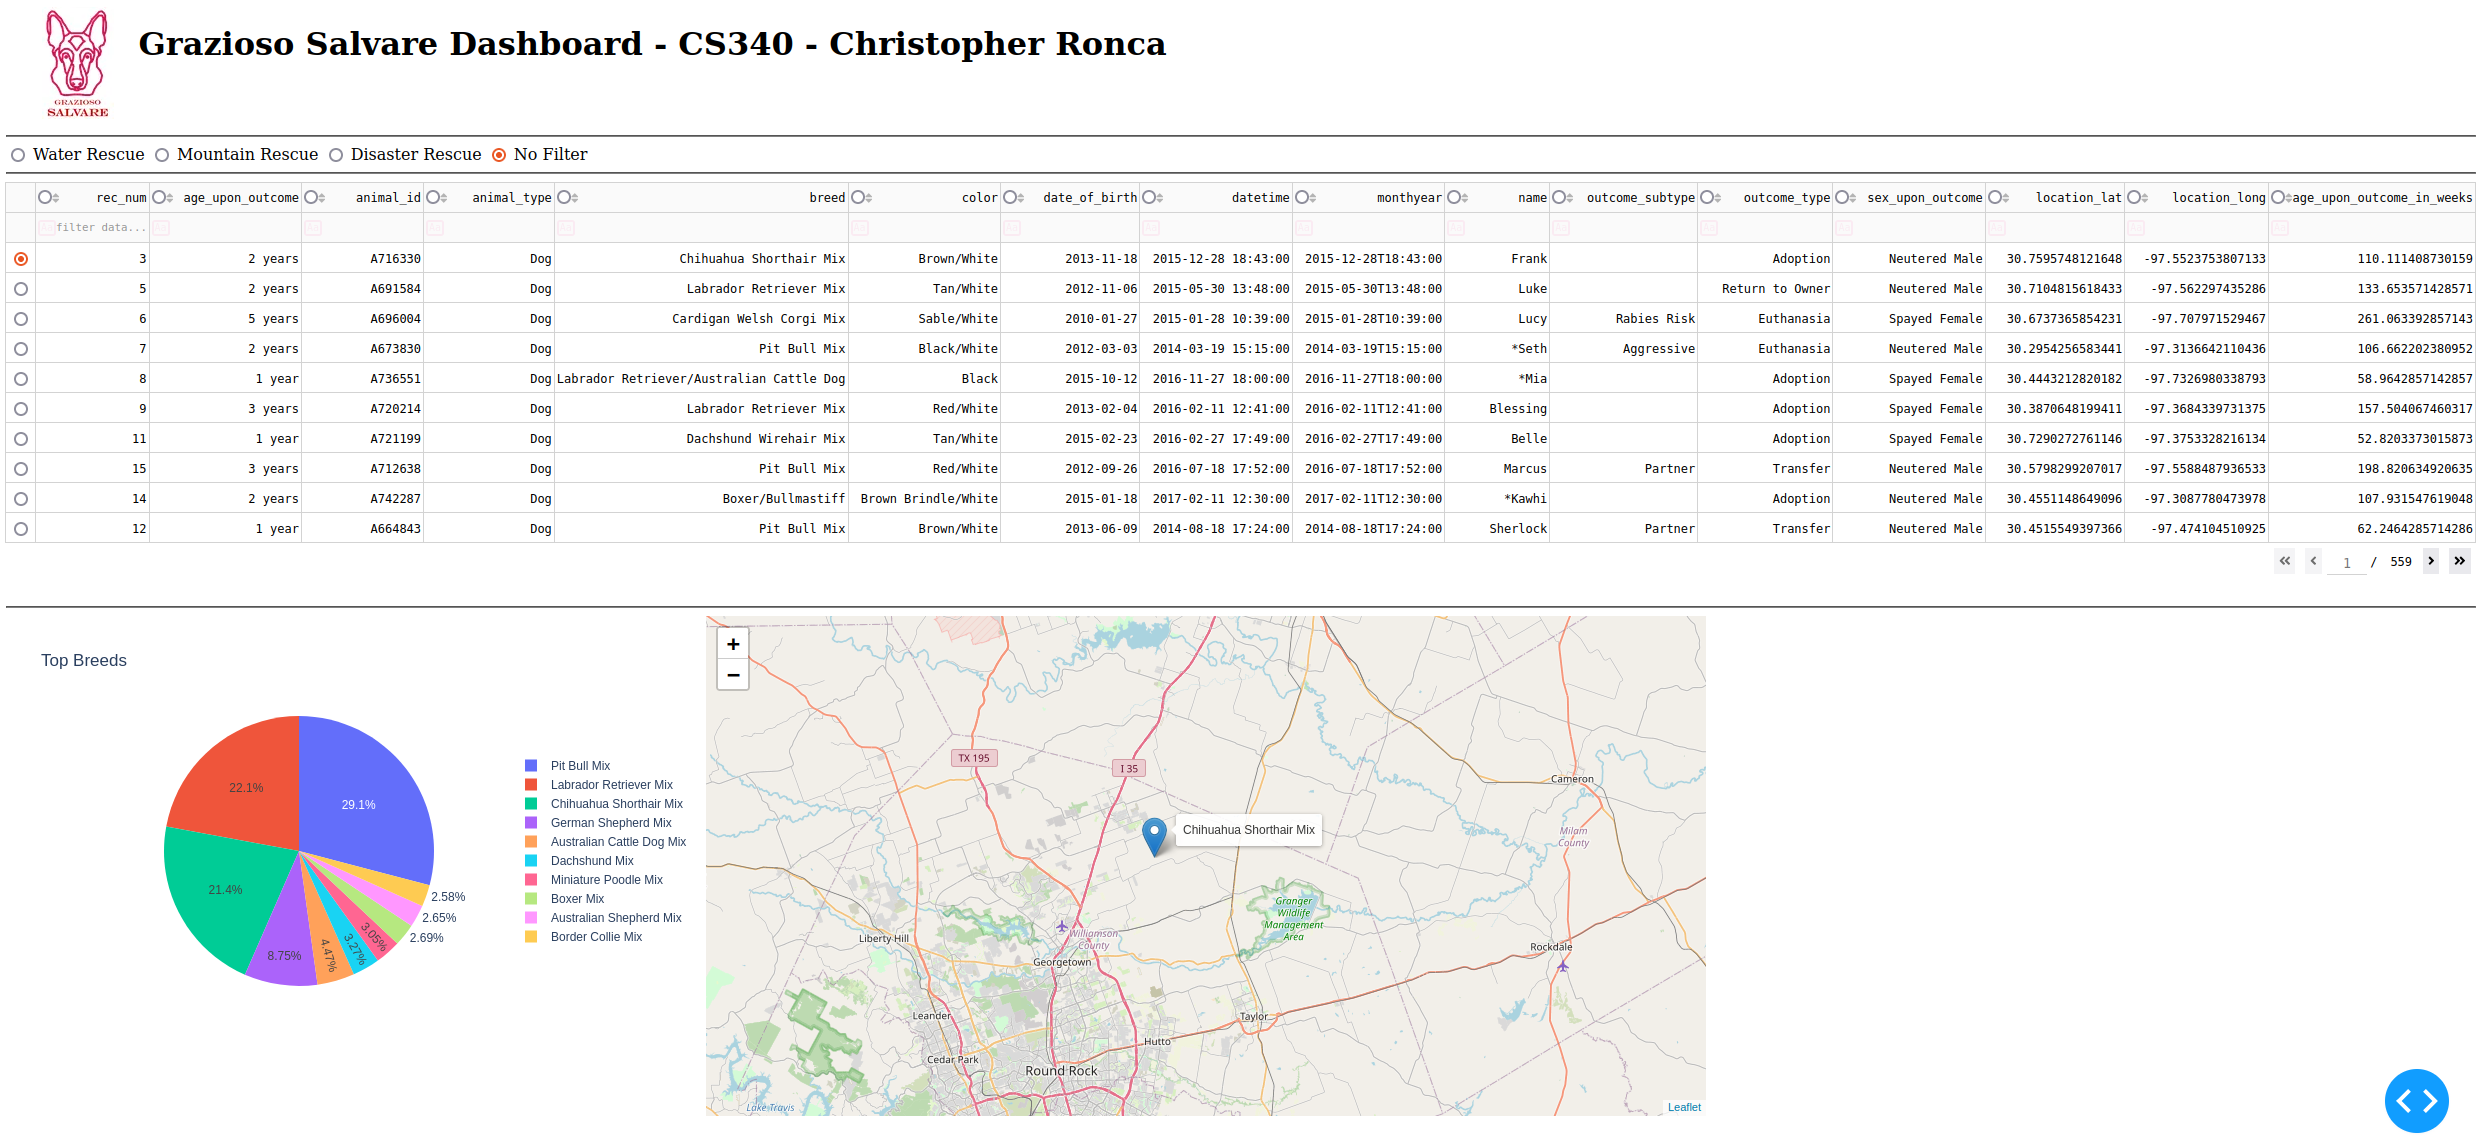 Grazioso Salvare Dashboard - CS340 - Christopher Ronca
GRAZIOSO
SALVARE
Water Rescue Mountain Rescue Disaster Rescue No Filter
rec_num age_upon_outcome animal_id animal_type breed color date_of_birth datetime monthyear name outcome_subtype outcome_type sex_upon_outcome location_lat location_long age_upon_outcome_in_weeks
Aa filter data... Aa Aa Aa Aa Aa Aa Aa Aa Aa Aa Aa Aa Aa Aa Aa
3 2 years A716330 Dog Chihuahua Shorthair Mix Brown/White 2013-11-18 2015-12-28 18:43:00 2015-12-28T18:43:00 Frank Adoption Neutered Male 30.7595748121648 -97.5523753807133 110.111408730159
5 2 years A691584 Dog Labrador Retriever Mix Tan/White 2012-11-06 2015-05-30 13:48:00 2015-05-30T13:48:00 Luke Return to Owner Neutered Male 30.7104815618433 -97.562297435286 133.653571428571
6 5 years A696004 Dog Cardigan Welsh Corgi Mix Sable/White 2010-01-27 2015-01-28 10:39:00 2015-01-28T10:39:00 Lucy Rabies Risk Euthanasia Spayed Female 30.6737365854231 -97.707971529467 261.063392857143
7 2 years A673830 Dog Pit Bull Mix Black/White 2012-03-03 2014-03-19 15:15:00 2014-03-19T15:15:00 *Seth Aggressive Euthanasia Neutered Male 30.2954256583441 -97.3136642110436 106.662202380952
8 1 year A736551 Dog Labrador Retriever/Australian Cattle Dog Black 2015-10-12 2016-11-27 18:00:00 2016-11-27T18:00:00 *Mia Adoption Spayed Female 30.4443212820182 -97.7326980338793 58.9642857142857
9 3 years A720214 Dog Labrador Retriever Mix Red/White 2013-02-04 2016-02-11 12:41:00 2016-02-11T12:41:00 Blessing Adoption Spayed Female 30.3870648199411 -97.3684339731375 157.504067460317
11 1 year A721199 Dog Dachshund Wirehair Mix Tan/White 2015-02-23 2016-02-27 17:49:00 2016-02-27T17:49:00 Belle Adoption Spayed Female 30.7290272761146 -97.3753328216134 52.8203373015873
15 3 years A712638 Dog Pit Bull Mix Red/White 2012-09-26 2016-07-18 17:52:00 2016-07-18T17:52:00 Marcus Partner Transfer Neutered Male 30.5798299207017 -97.5588487936533 198.820634920635
14 2 years A742287 Dog Boxer/Bullmastiff Brown Brindle/White 2015-01-18 2017-02-11 12:30:00 2017-02-11T12:30:00 *Kawhi Adoption Neutered Male 30.4551148649096 -97.3087780473978 107.931547619048
12 1 year A664843 Dog Pit Bull Mix Brown/White 2013-06-09 2014-08-18 17:24:00 2014-08-18T17:24:00 Sherlock Partner Transfer Neutered Male 30.4515549397366 -97.474104510925 62.2464285714286
1 / 559
Top Breeds
29.1%
22.1%
21.4%
8.75%
4.47%
3.27%
3.05%
2.69%
2.65%
2.58%
Pit Bull Mix
Labrador Retriever Mix
Chihuahua Shorthair Mix
German Shepherd Mix
Australian Cattle Dog Mix
Dachshund Mix
Miniature Poodle Mix
Boxer Mix
Australian Shepherd Mix
Border Collie Mix
+
−
TX 195
I 35
Cameron
Chihuahua Shorthair Mix
Milam
County
Granger
Wildlife
Management
Area
Williamson
County
Liberty Hill
Rockdale
Georgetown
Leander
Taylor
Hutto
Cedar Park
Round Rock
Lake Travis
Leaflet